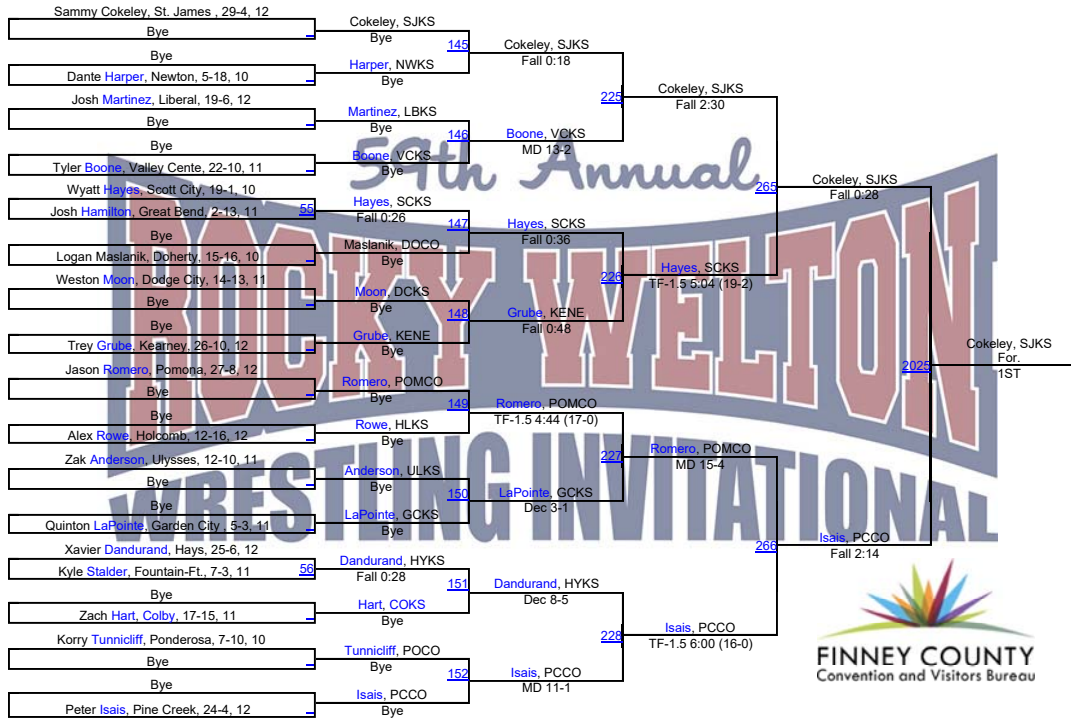 Sammy Cokeley, St. James , 29-4, 12
Bye
Bye
Dante Harper, Newton, 5-18, 10
Josh Martinez, Liberal, 19-6, 12
Bye
Bye
Tyler Boone, Valley Cente, 22-10, 11
Wyatt Hayes, Scott City, 19-1, 10
Josh Hamilton, Great Bend, 2-13, 11
55
Bye
Logan Maslanik, Doherty, 15-16, 10
Weston Moon, Dodge City, 14-13, 11
Bye
Bye
Trey Grube, Kearney, 26-10, 12
Jason Romero, Pomona, 27-8, 12
Bye
Bye
Alex Rowe, Holcomb, 12-16, 12
Zak Anderson, Ulysses, 12-10, 11
Bye
Bye
Quinton LaPointe, Garden City , 5-3, 11
Xavier Dandurand, Hays, 25-6, 12
Kyle Stalder, Fountain-Ft., 7-3, 11
56
Bye
Zach Hart, Colby, 17-15, 11
Korry Tunnicliff, Ponderosa, 7-10, 10
Bye
Bye
Peter Isais, Pine Creek, 24-4, 12
Cokeley, SJKS
Bye
145
Harper, NWKS
Bye
Martinez, LBKS
Bye
146
Boone, VCKS
Bye
Hayes, SCKS
Fall 0:26
147
Maslanik, DOCO
Bye
Moon, DCKS
Bye
148
Grube, KENE
Bye
Romero, POMCO
Bye
149
Rowe, HLKS
Bye
Anderson, ULKS
Bye
150
LaPointe, GCKS
Bye
Dandurand, HYKS
Fall 0:28
151
Hart, COKS
Bye
Tunnicliff, POCO
Bye
152
Isais, PCCO
Bye
Cokeley, SJKS
Fall 0:18
225
Boone, VCKS
MD 13-2
Hayes, SCKS
Fall 0:36
226
Grube, KENE
Fall 0:48
Romero, POMCO
TF-1.5 4:44 (17-0)
227
LaPointe, GCKS
Dec 3-1
Dandurand, HYKS
Dec 8-5
228
Isais, PCCO
MD 11-1
Cokeley, SJKS
Fall 2:30
265
Hayes, SCKS
TF-1.5 5:04 (19-2)
Romero, POMCO
MD 15-4
266
Isais, PCCO
TF-1.5 6:00 (16-0)
Cokeley, SJKS
Fall 0:28
2025
Isais, PCCO
Fall 2:14
Cokeley, SJKS
For.
1ST
59th Annual
ROCKY WELTON
WRESTLING INVITATIONAL
FINNEY COUNTY
Convention and Visitors Bureau